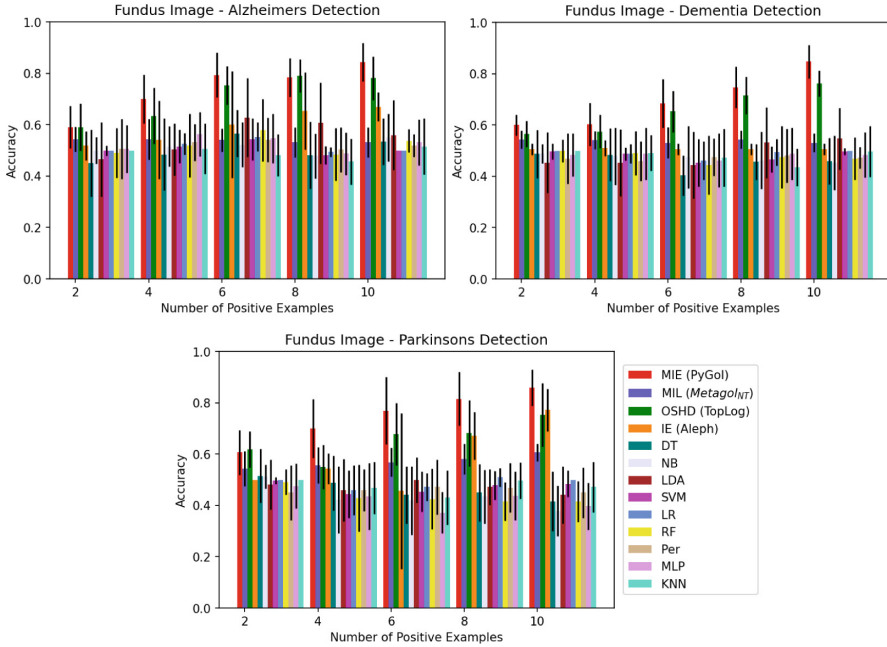 Fundus Image - Alzheimers Detection
1.0
0.8
0.6
0.4
0.2
0.0
Accuracy
2 4 6 8 10
Number of Positive Examples
Fundus Image - Dementia Detection
1.0
0.8
0.6
0.4
0.2
0.0
Accuracy
2 4 6 8 10
Number of Positive Examples
Fundus Image - Parkinsons Detection
1.0
0.8
0.6
0.4
0.2
0.0
Accuracy
2 4 6 8 10
Number of Positive Examples
MIE (PyGol)
MIL (Metagol_NT)
OSHD (TopLog)
IE (Aleph)
DT
NB
LDA
SVM
LR
RF
Per
MLP
KNN